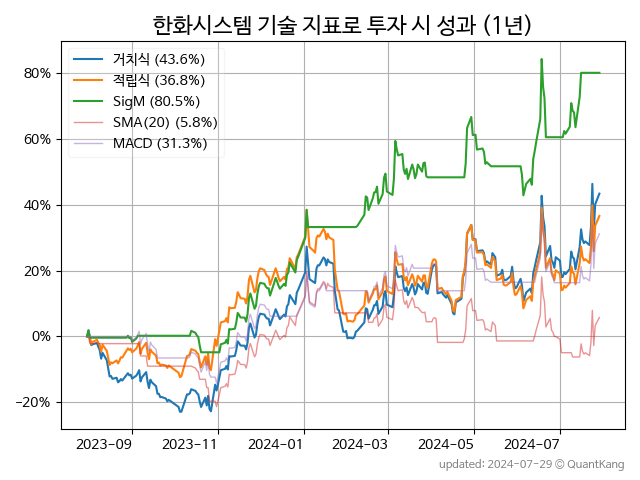 한화시스템 기술 지표로 투자 시 성과 (1년)
거치식 (43.6%)
적립식 (36.8%)
SigM (80.5%)
SMA(20) (5.8%)
MACD (31.3%)
80%
60%
40%
20%
0%
−20%
2023-09
2023-11
2024-01
2024-03
2024-05
2024-07
updated: 2024-07-29 © QuantKang